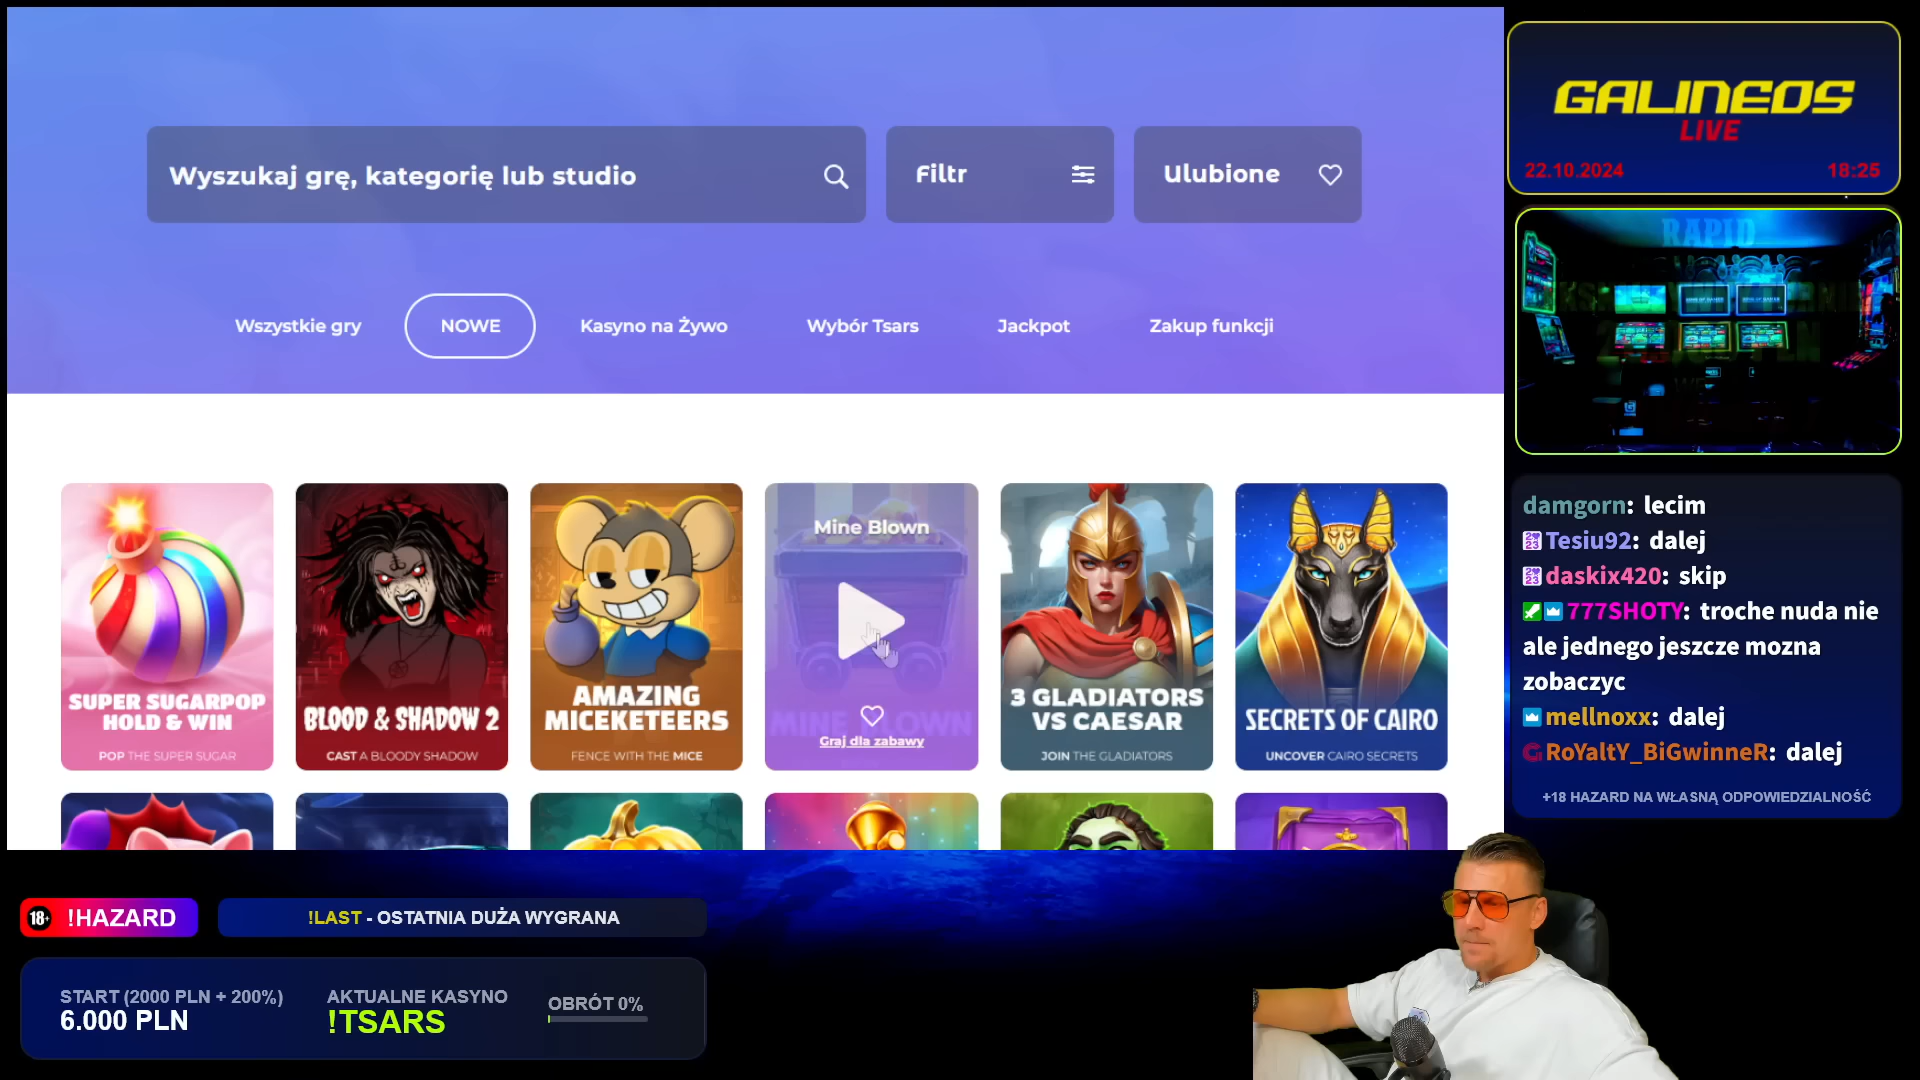 Wyszukaj grę, kategorię lub studio
Filtr
Ulubione
Wszystkie gry
NOWE
Kasyno na Żywo
Wybór Tsars
Jackpot
Zakup funkcji
SUPER SUGARPOP
HOLD & WIN
POP THE SUPER SUGAR
BLOOD & SHADOW 2
CAST A BLOODY SHADOW
AMAZING
MICEKETEERS
FENCE WITH THE MICE
Mine Blown
MINE BLOWN
Graj dla zabawy
3 GLADIATORS
VS CAESAR
JOIN THE GLADIATORS
SECRETS OF CAIRO
UNCOVER CAIRO SECRETS
GALINEOS
LIVE
22.10.2024
18:25
RAPID
damgorn: lecim
Tesiu92: dalej
daskix420: skip
777SHOTY: troche nuda nie
ale jednego jeszcze mozna
zobaczyc
mellnoxx: dalej
RoYaltY_BiGwinneR: dalej
+18 HAZARD NA WŁASNĄ ODPOWIEDZIALNOŚĆ
18+ !HAZARD
!LAST - OSTATNIA DUŻA WYGRANA
START (2000 PLN + 200%)
6.000 PLN
AKTUALNE KASYNO
!TSARS
OBRÓT 0%